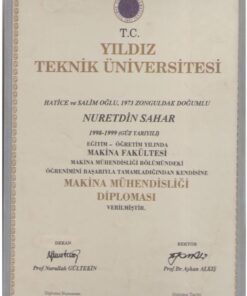 T.C.
YILDIZ
TEKNİK ÜNİVERSİTESİ
HATİCE ve SALİM OĞLU, 1973 ZONGULDAK DOĞUMLU
NURETDİN SAHAR
1998-1999 (GÜZ YARIYILI)
EĞİTİM - ÖĞRETİM YILINDA
MAKİNA FAKÜLTESİ
MAKİNA MÜHENDİSLİĞİ BÖLÜMÜNDEKİ
ÖĞRENİMİNİ BAŞARIYLA TAMAMLADIĞINDAN KENDİSİNE
MAKİNA MÜHENDİSLİĞİ
DİPLOMASI
VERİLMİŞTİR.
DEKAN
REKTÖR
Prof Nurullah GÜLTEKİN
Prof Dr Ayhan ALKIŞ